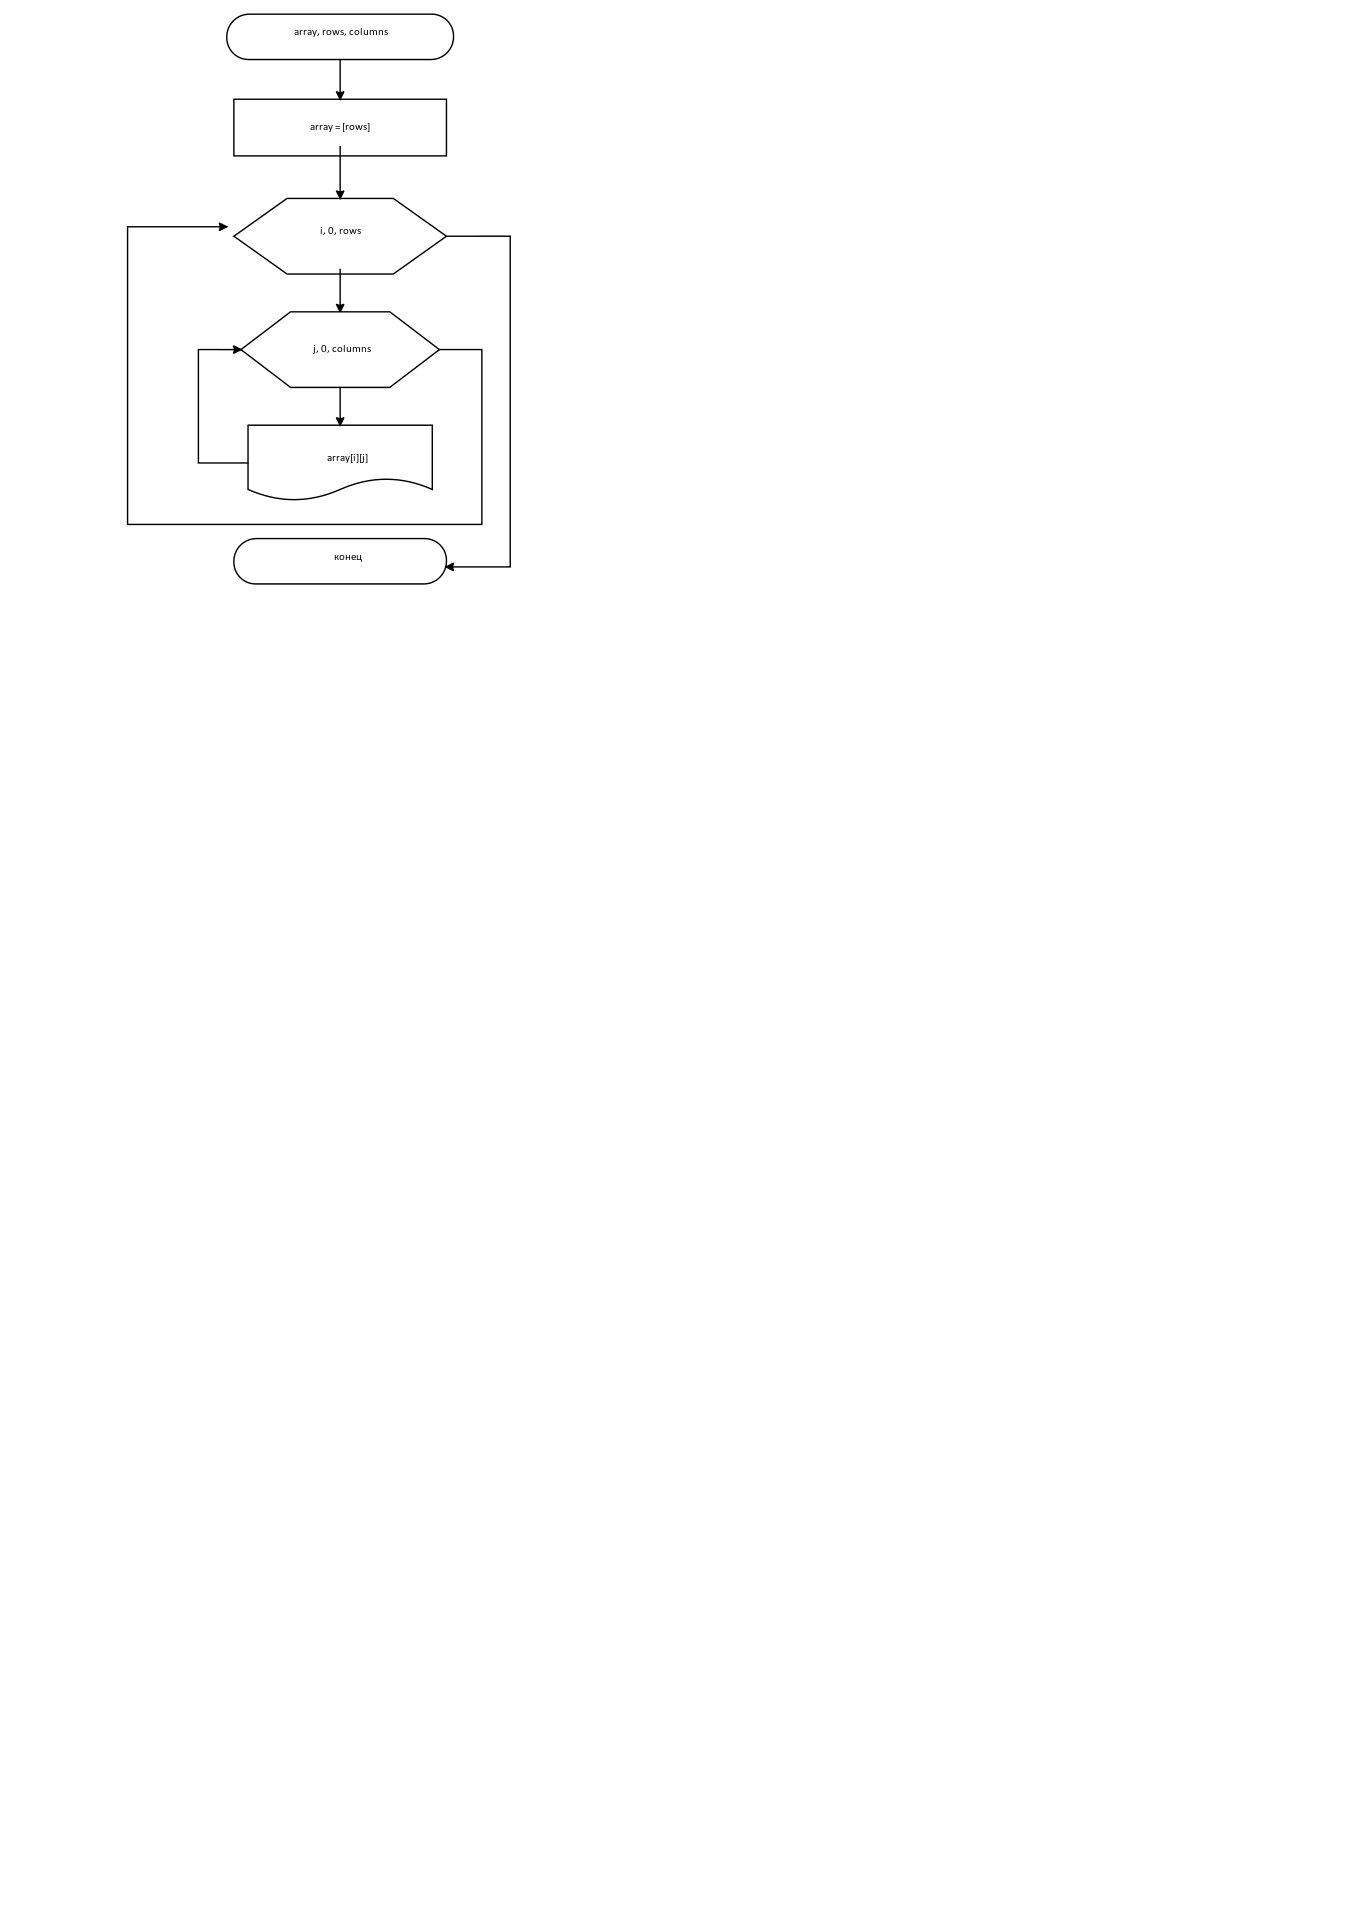 array, rows, columns
array = [rows]
i, 0, rows
j, 0, columns
array[i][j]
конец